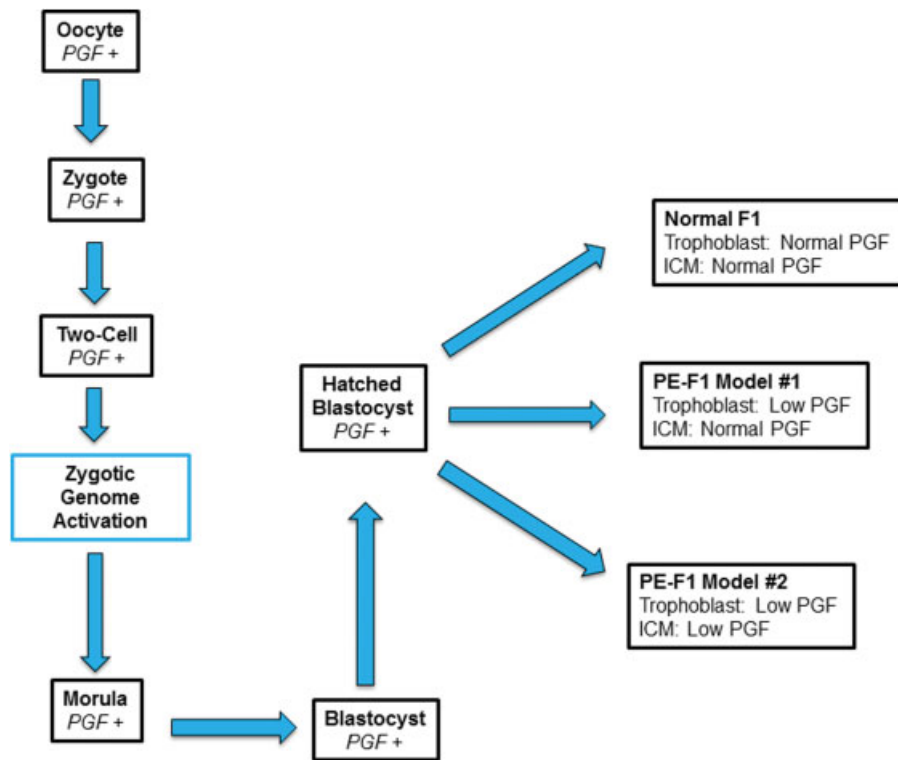 Oocyte
PGF +
Zygote
PGF +
Two-Cell
PGF +
Zygotic
Genome
Activation
Morula
PGF +
Blastocyst
PGF +
Hatched
Blastocyst
PGF +
Normal F1
Trophoblast: Normal PGF
ICM: Normal PGF
PE-F1 Model #1
Trophoblast: Low PGF
ICM: Normal PGF
PE-F1 Model #2
Trophoblast: Low PGF
ICM: Low PGF